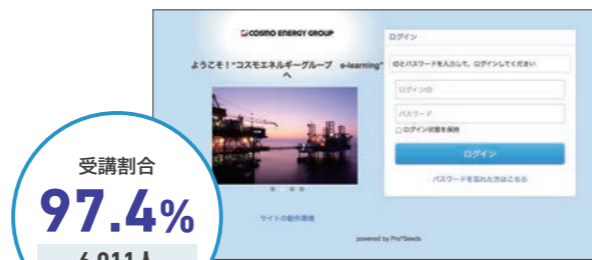 COSMO ENERGY GROUP
ようこそ！"コスモエネルギーグループ e-learning"
へ
サイトの動作環境
ログイン
IDとパスワードを入力して、ログインしてください
ログインID
パスワード
ログイン状態を保持
ログイン
パスワードを忘れた方はこちら
powered by Pro*Seeds
受講割合
97.4%